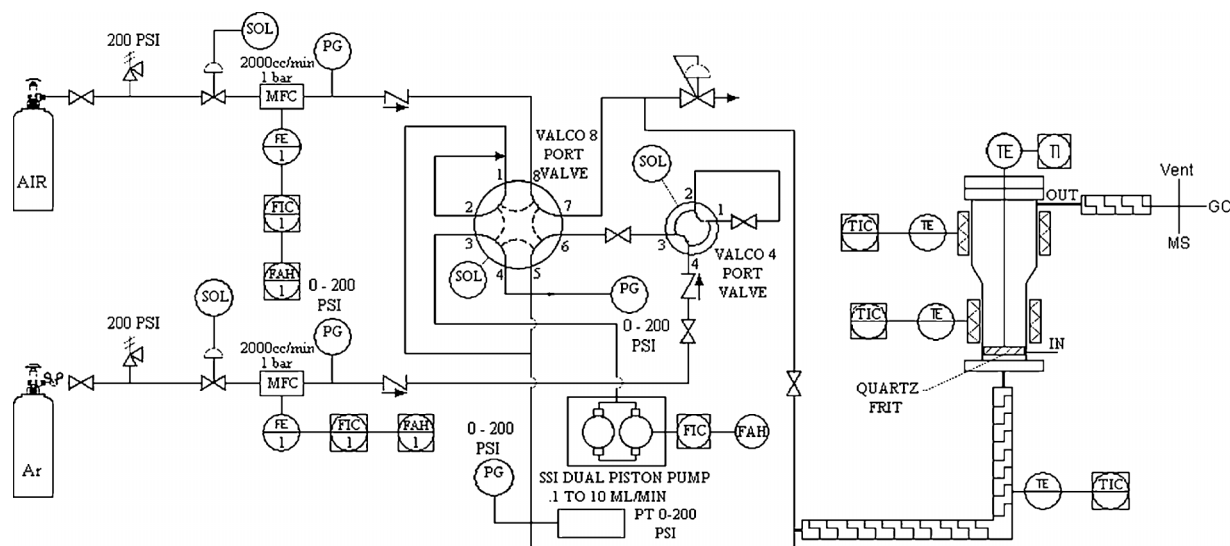 200 PSI
SOL
PG
2000cc/min
1 bar
MFC
AIR
FE
1
FIC
1
FAH
1
0 - 200
PSI
VALCO 8
PORT
VALVE
1
8
2
7
3
6
4
5
SOL
SOL
2
1
3
4
VALCO 4
PORT
VALVE
PG
0 - 200
PSI
200 PSI
SOL
PG
2000cc/min
1 bar
MFC
Ar
FE
1
FIC
1
FAH
1
0 - 200
PSI
PG
FIC
FAH
SSI DUAL PISTON PUMP
.1 TO 10 ML/MIN
PT 0-200
PSI
TE
TI
OUT
Vent
GC
MS
TIC
TE
TIC
TE
IN
QUARTZ
FRIT
TE
TIC